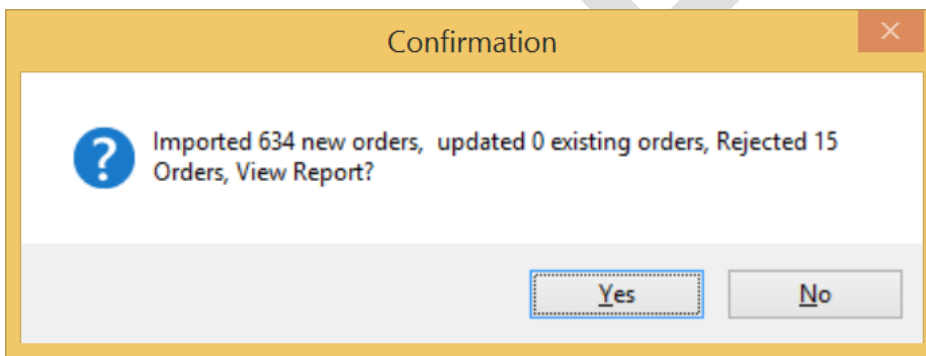 Confirmation
Imported 634 new orders,  updated 0 existing orders, Rejected 15
Orders, View Report?
Yes
No